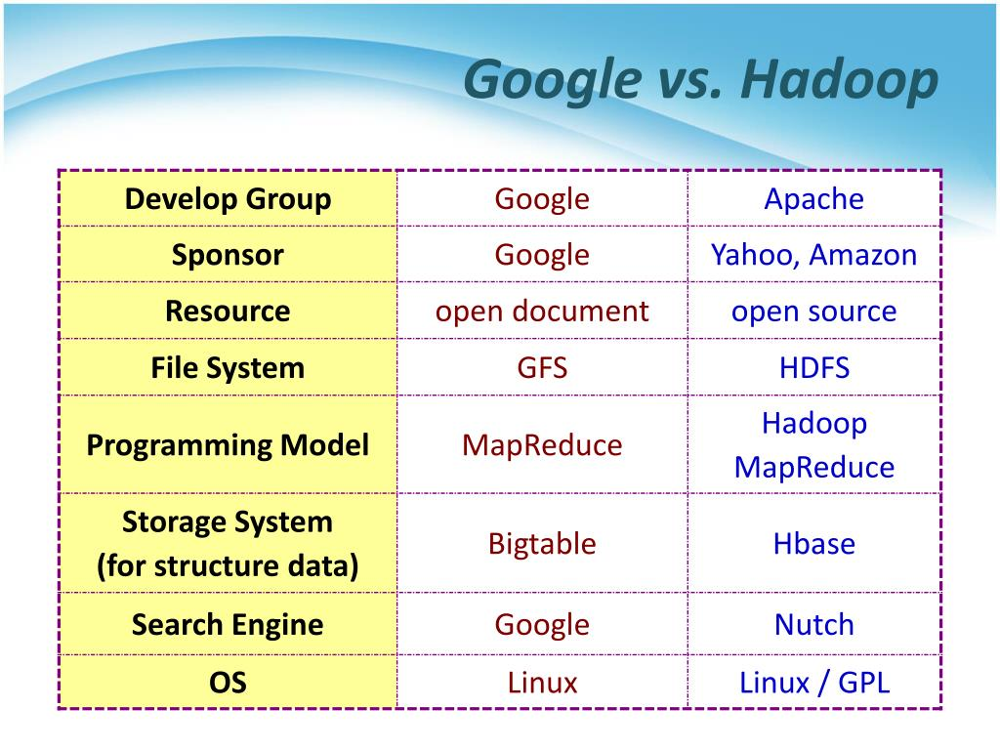 Google vs. Hadoop
Develop Group Google Apache
Sponsor Google Yahoo, Amazon
Resource open document open source
File System GFS HDFS
Programming Model MapReduce Hadoop
MapReduce
Storage System
(for structure data) Bigtable Hbase
Search Engine Google Nutch
OS Linux Linux / GPL